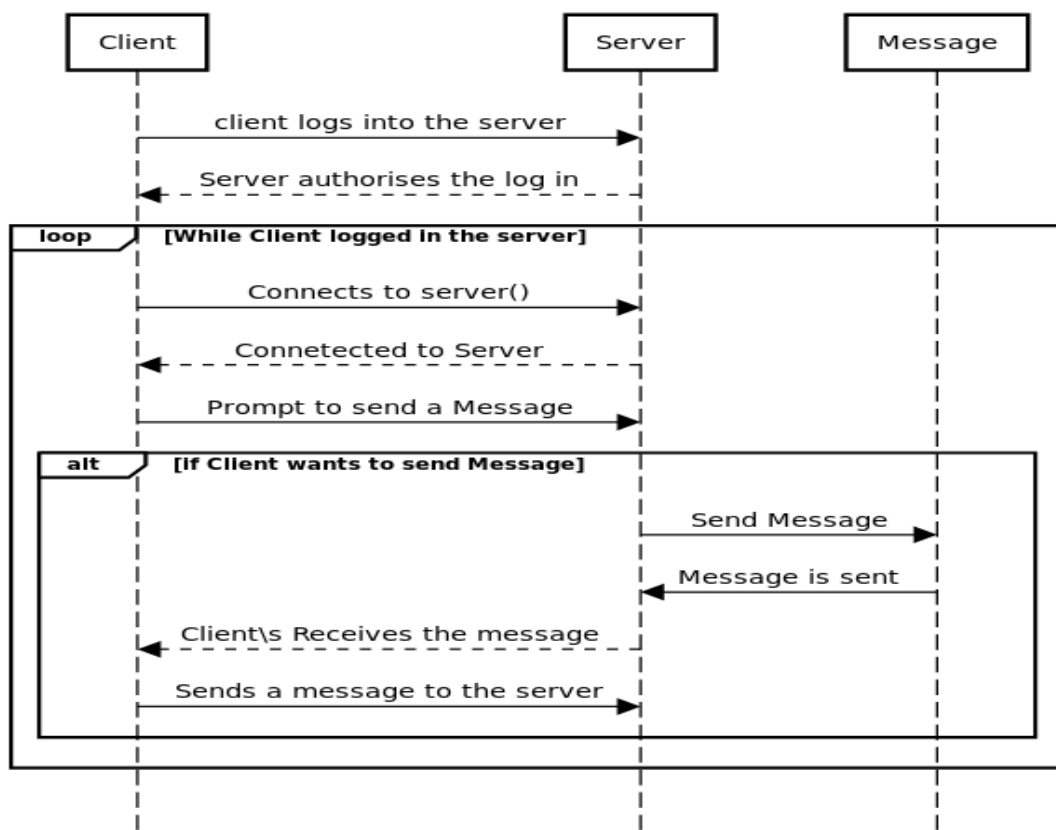 Client
Server
Message
client logs into the server
Server authorises the log in
loop
[While Client logged in the server]
Connects to server()
Connetected to Server
Prompt to send a Message
alt
[if Client wants to send Message]
Send Message
Message is sent
Client\s Receives the message
Sends a message to the server